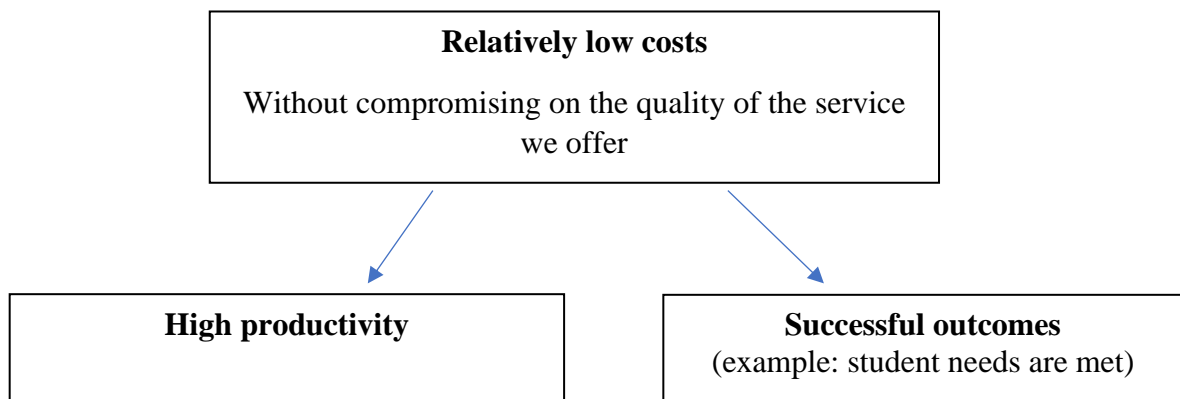 Relatively low costs
Without compromising on the quality of the service
we offer
High productivity
Successful outcomes
(example: student needs are met)